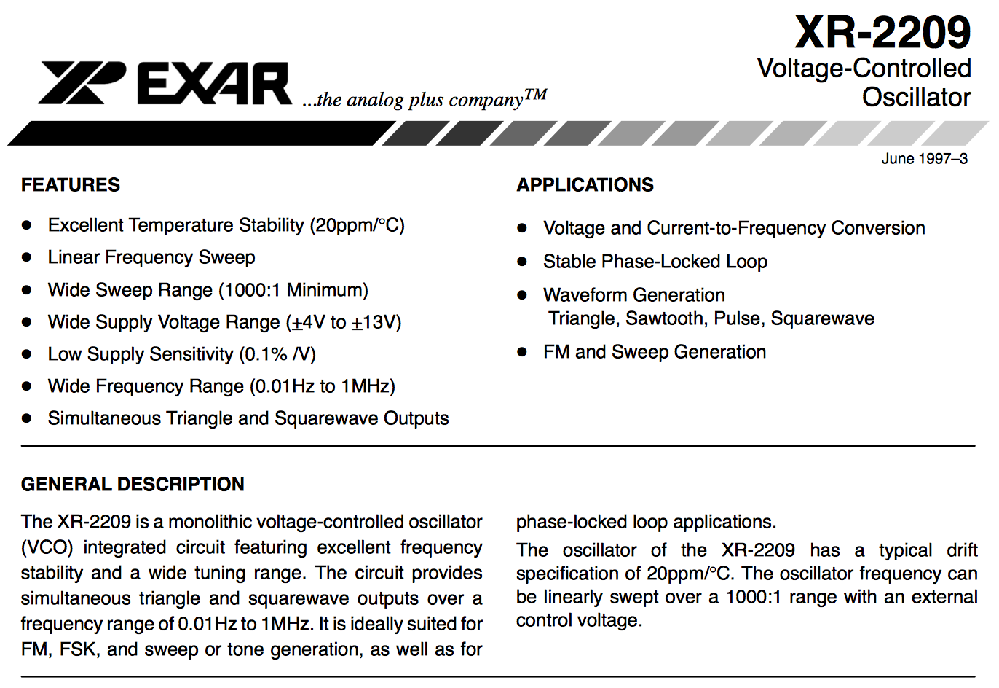 XR-2209
Voltage-Controlled
Oscillator
EXAR ...the analog plus company™
June 1997–3
FEATURES
● Excellent Temperature Stability (20ppm/°C)
● Linear Frequency Sweep
● Wide Sweep Range (1000:1 Minimum)
● Wide Supply Voltage Range (±4V to ±13V)
● Low Supply Sensitivity (0.1% /V)
● Wide Frequency Range (0.01Hz to 1MHz)
● Simultaneous Triangle and Squarewave Outputs
APPLICATIONS
● Voltage and Current-to-Frequency Conversion
● Stable Phase-Locked Loop
● Waveform Generation
Triangle, Sawtooth, Pulse, Squarewave
● FM and Sweep Generation
GENERAL DESCRIPTION
The XR-2209 is a monolithic voltage-controlled oscillator
(VCO) integrated circuit featuring excellent frequency
stability and a wide tuning range. The circuit provides
simultaneous triangle and squarewave outputs over a
frequency range of 0.01Hz to 1MHz. It is ideally suited for
FM, FSK, and sweep or tone generation, as well as for
phase-locked loop applications.
The oscillator of the XR-2209 has a typical drift
specification of 20ppm/°C. The oscillator frequency can
be linearly swept over a 1000:1 range with an external
control voltage.